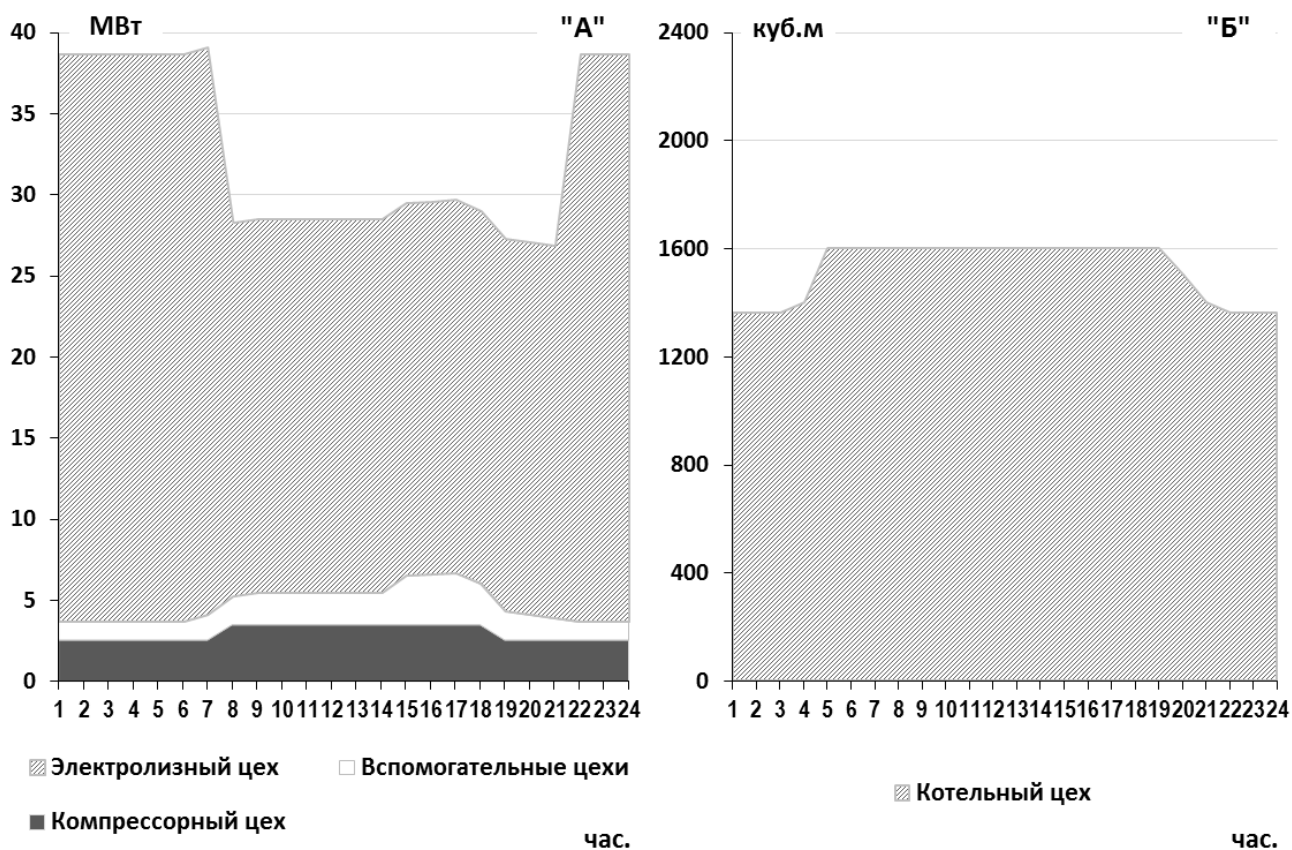 МВт "А"
40
35
30
25
20
15
10
5
0
1 2 3 4 5 6 7 8 9 10 11 12 13 14 15 16 17 18 19 20 21 22 23 24
Электролизный цех Вспомогательные цехи
Компрессорный цех
час.
куб.м "Б"
2400
2000
1600
1200
800
400
0
1 2 3 4 5 6 7 8 9 10 11 12 13 14 15 16 17 18 19 20 21 22 23 24
Котельный цех
час.